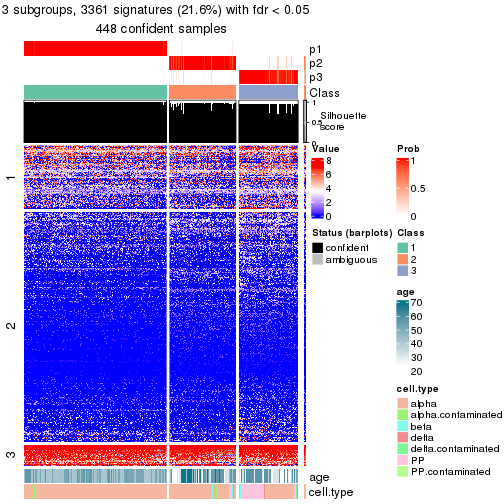 3 subgroups, 3361 signatures (21.6%) with fdr < 0.05
448 confident samples
p1
p2
p3
Class
1
0.5
0
Silhouette
score
1
2
3
age
cell.type
Value
8
6
4
2
0
Prob
1
0.5
0
Status (barplots)
confident
ambiguous
Class
1
2
3
age
70
60
50
40
30
20
cell.type
alpha
alpha.contaminated
beta
delta
delta.contaminated
PP
PP.contaminated